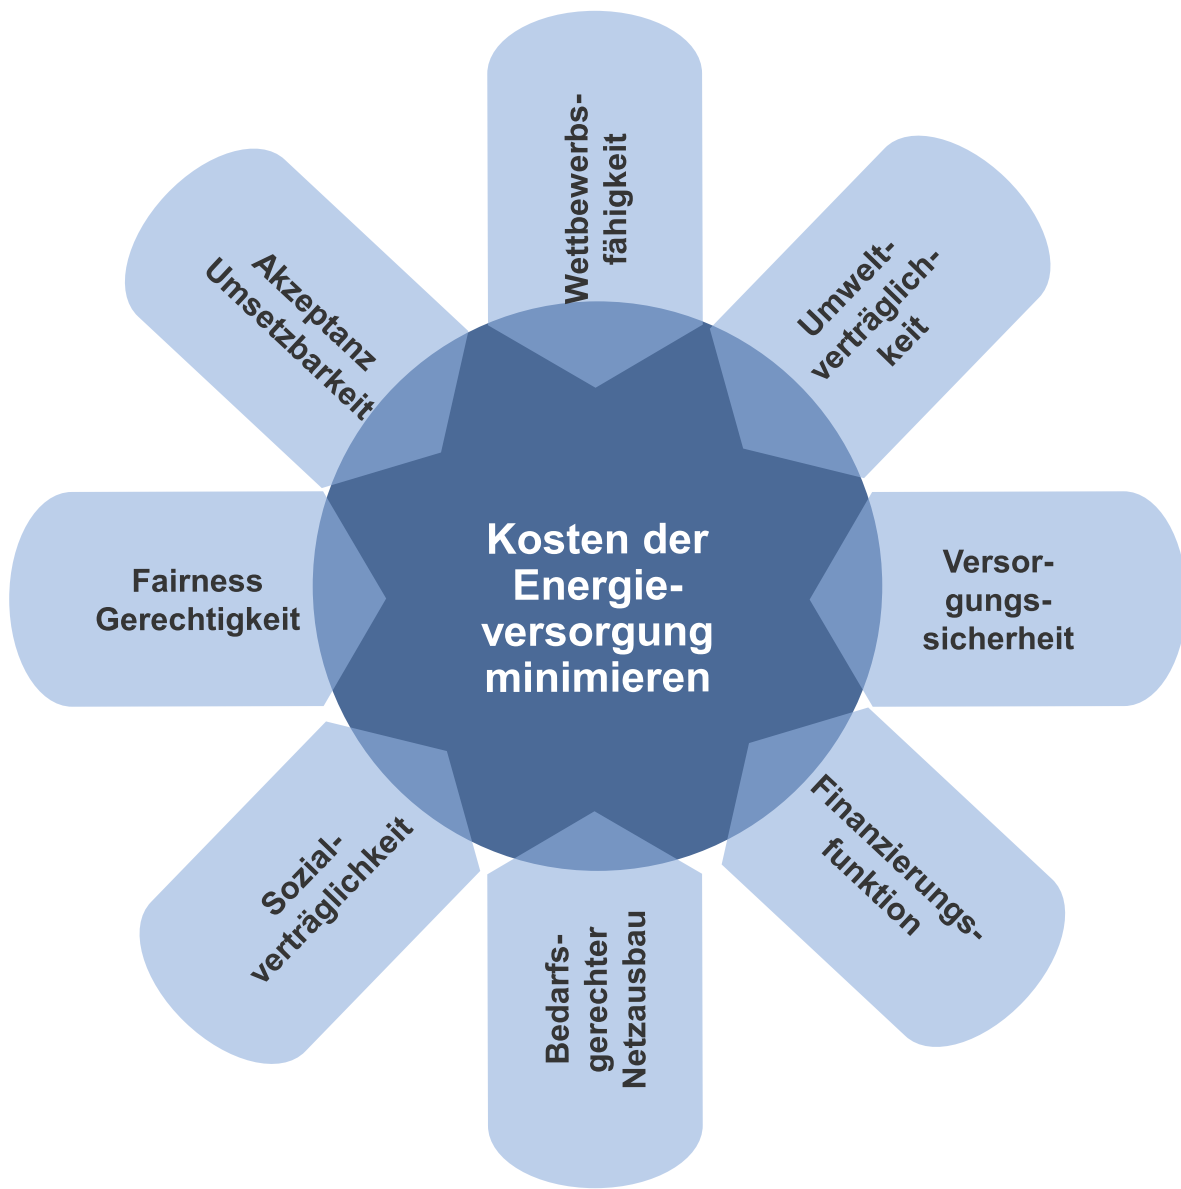 Wettbewerbs-
fähigkeit
Umwelt-
verträglich-
keit
Versor-
gungs-
sicherheit
Finanzierungs-
funktion
Bedarfs-
gerechter
Netzausbau
Sozial-
verträglichkeit
Fairness
Gerechtigkeit
Akzeptanz
Umsetzbarkeit
Kosten der
Energie-
versorgung
minimieren